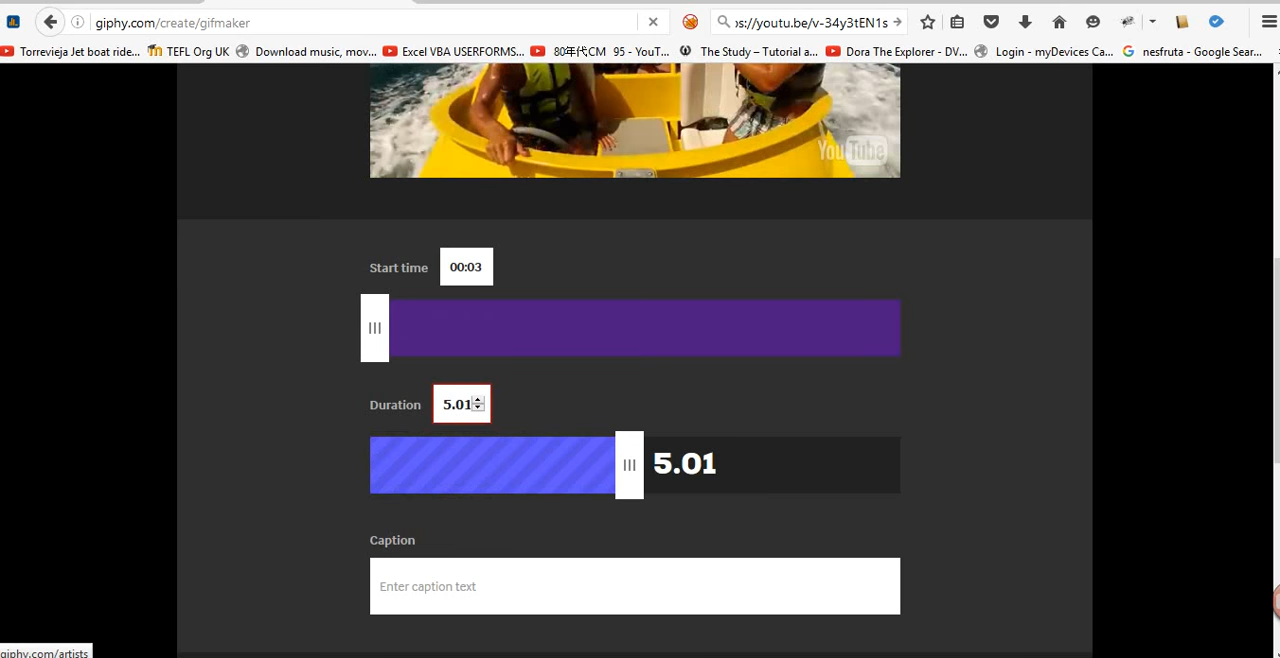 giphy.com/create/gifmaker
ɔs://youtu.be/v-34y3tEN1s
Torrevieja Jet boat ride...
TEFL Org UK
Download music, mov...
Excel VBA USERFORMS...
80年代CM 95 - YouT...
The Study – Tutorial a...
Dora The Explorer - DV...
Login - myDevices Ca...
nesfruta - Google Sear...
You Tube
Start time 00:03
Duration 5.01
5.01
Caption
Enter caption text
giphy.com/artists